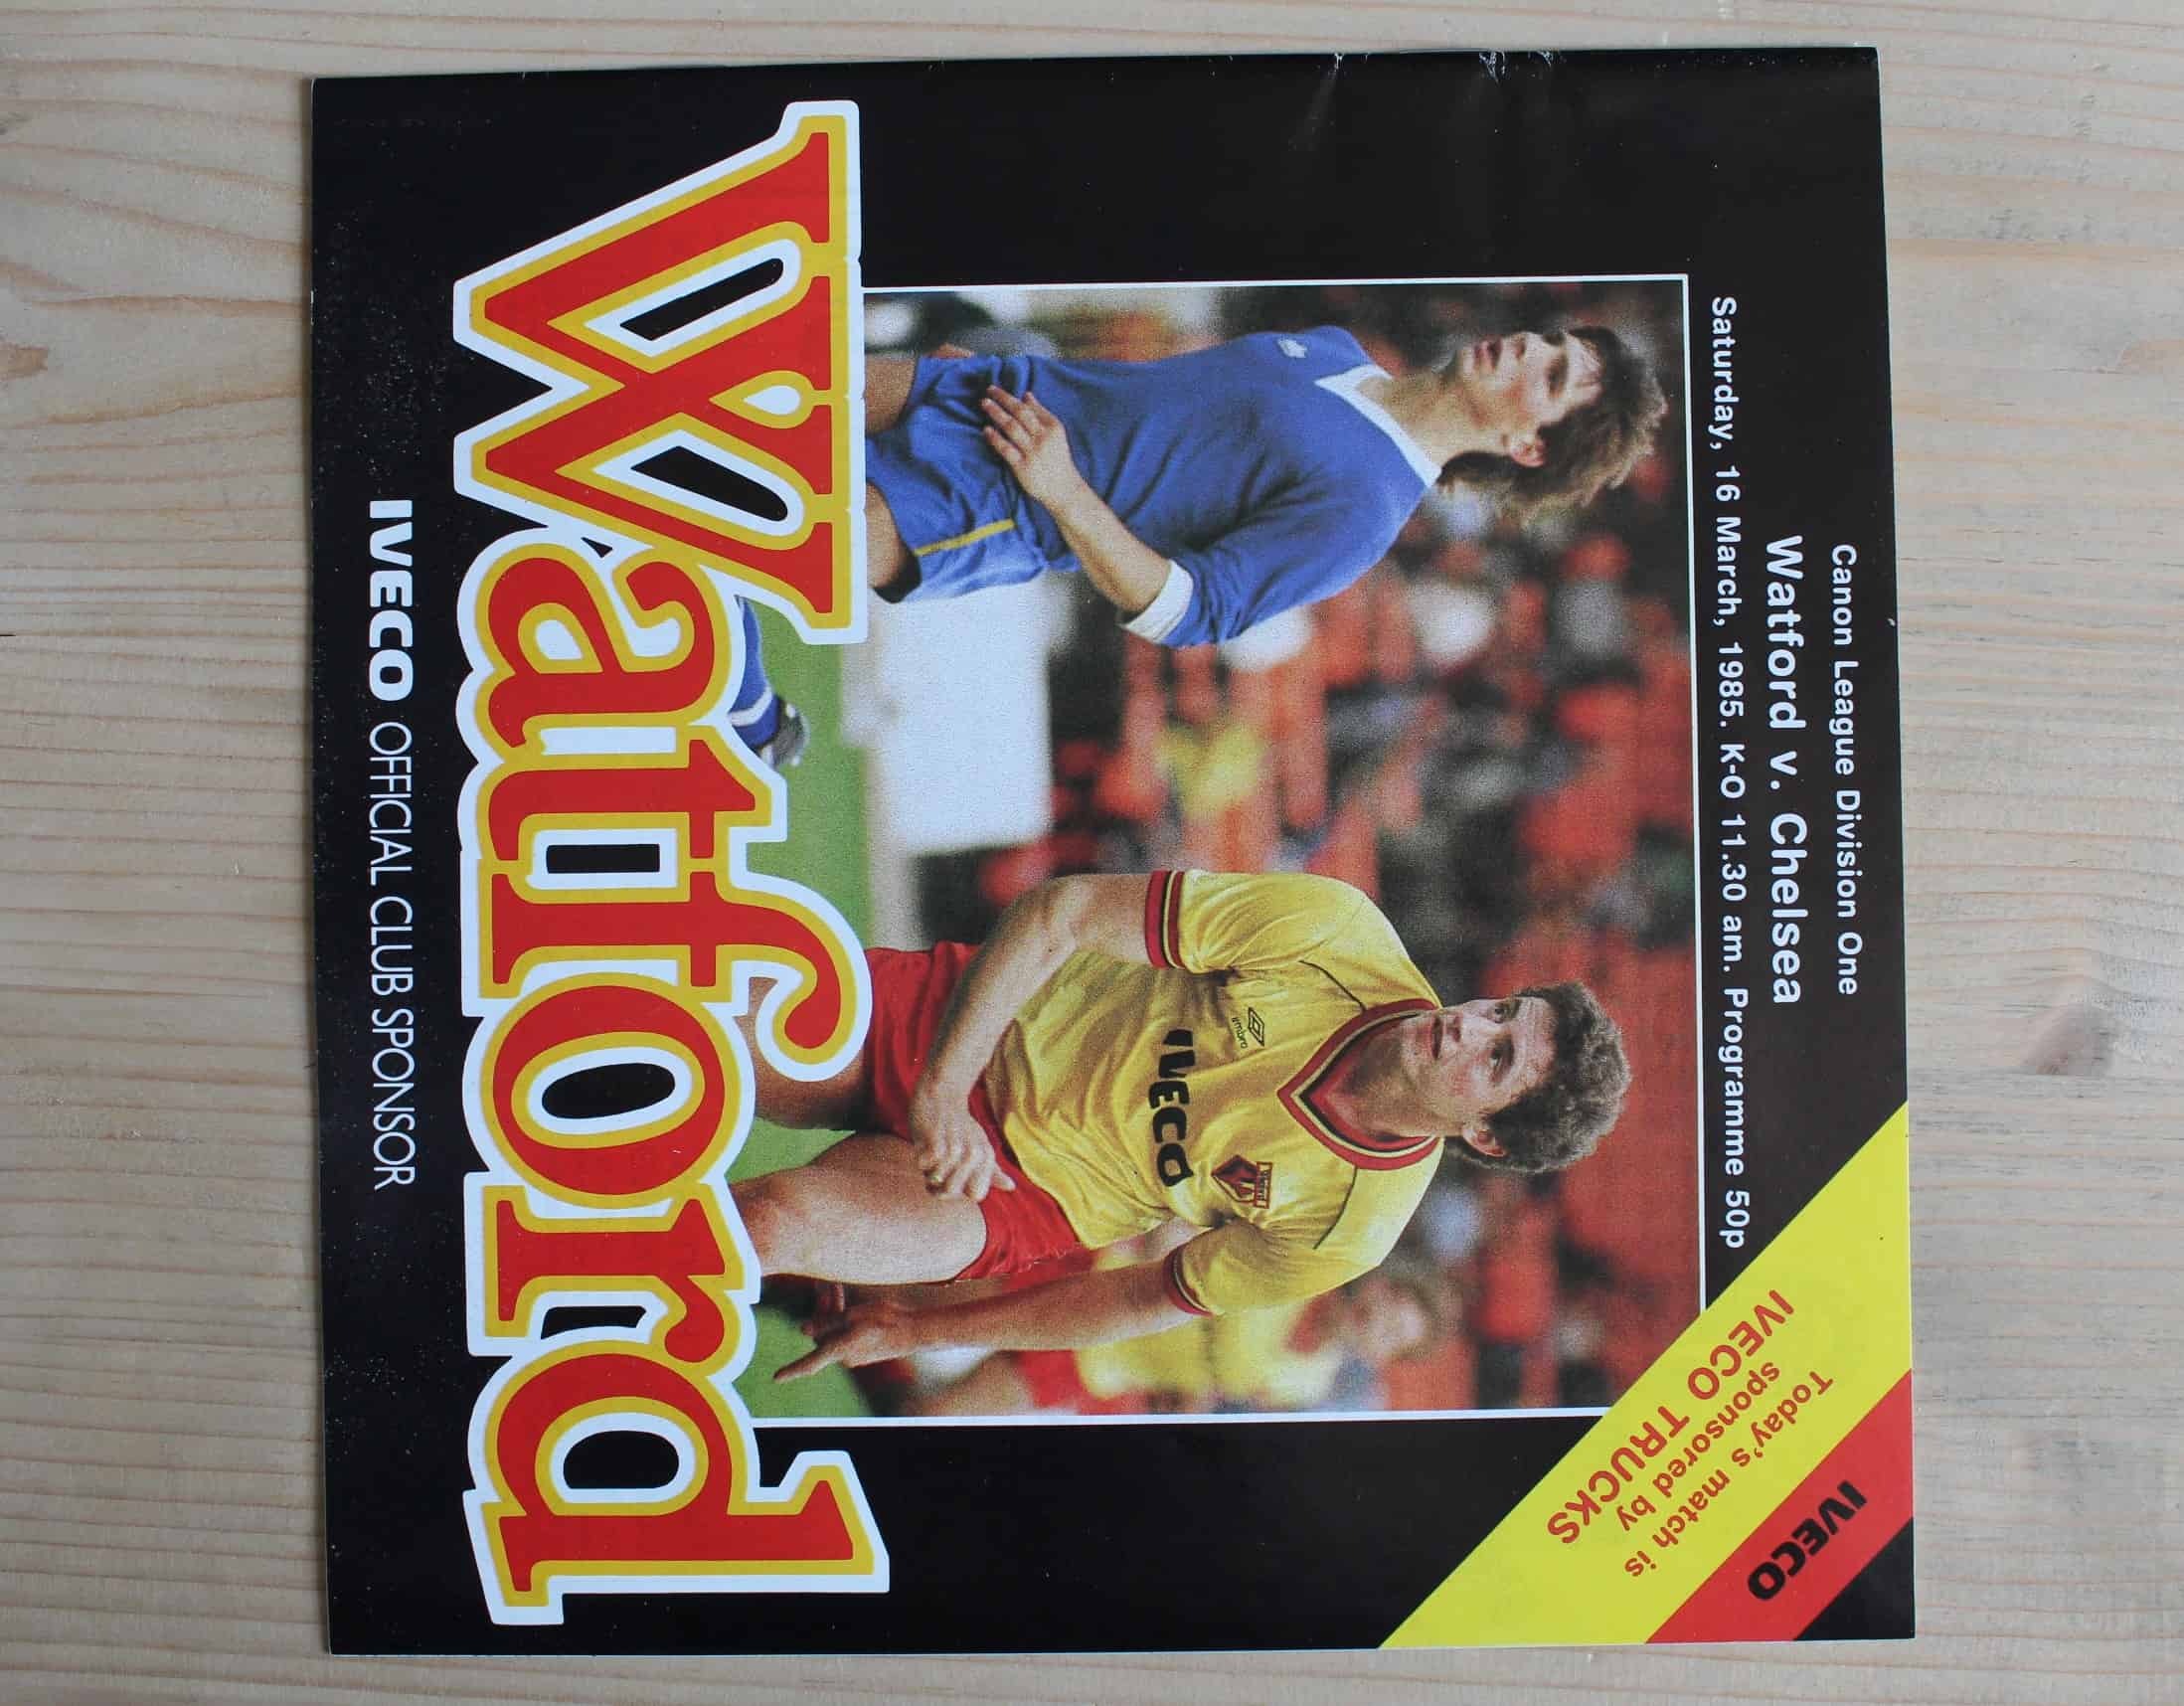 Canon League Division One
Watford v. Chelsea
Saturday, 16 March, 1985. K-O 11.30 am. Programme 50p
IVECO
Today's match is
sponsored by
IVECO TRUCKS
umbro
IVECO
Watford
IVECO OFFICIAL CLUB SPONSOR